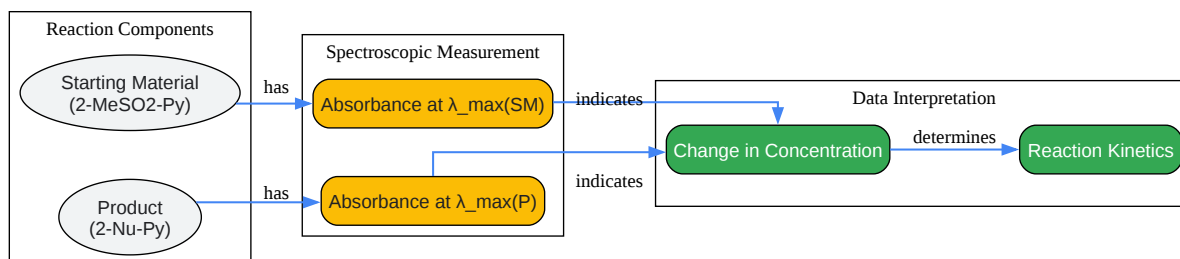 Reaction Components
Starting Material
(2-MeSO2-Py)
Product
(2-Nu-Py)
has
has
Spectroscopic Measurement
Absorbance at λ_max(SM)
Absorbance at λ_max(P)
indicates
indicates
Data Interpretation
Change in Concentration
determines
Reaction Kinetics